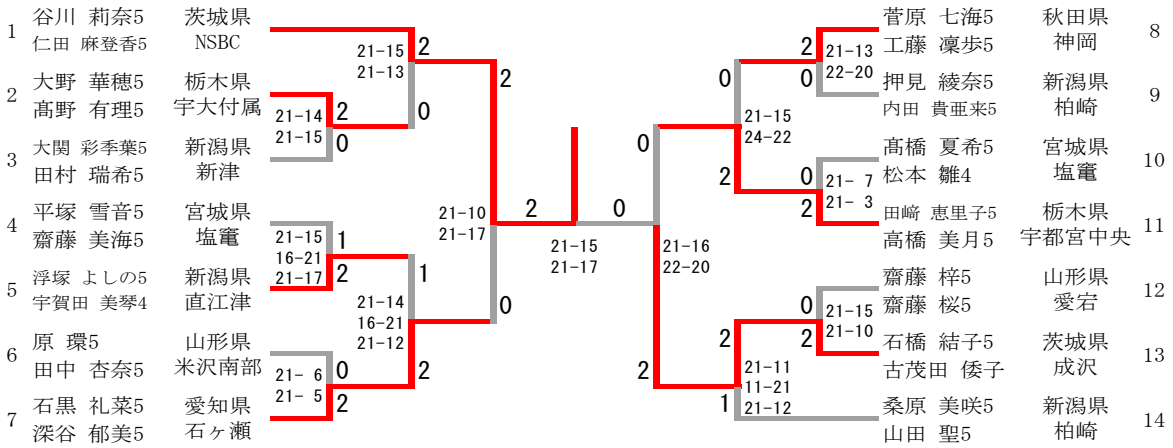 1 谷川 莉奈5 茨城県
仁田 麻登香5 NSBC
2 大野 華穂5 栃木県
髙野 有理5 宇大付属
3 大関 彩季葉5 新潟県
田村 瑞希5 新津
4 平塚 雪音5 宮城県
齋藤 美海5 塩竃
5 浮塚 よしの5 新潟県
宇賀田 美琴4 直江津
6 原 環5 山形県
田中 杏奈5 米沢南部
7 石黒 礼菜5 愛知県
深谷 郁美5 石ヶ瀬
21-15
21-13
2
0
21-14
21-15
2
0
21-15
16-21
21-17
1
2
21- 6
21- 5
0
2
21-14
16-21
21-12
1
2
21-10
21-17
2
0
2 0
21-15
21-17
0
2
21-16
22-20
0
2
21-15
24-22
2
0
21-13
22-20
0
2
21- 7
21- 3
0
2
21-15
21-10
2
1
21-11
11-21
21-12
菅原 七海5 秋田県 8
工藤 凜歩5 神岡
押見 綾奈5 新潟県 9
内田 貴亜来5 柏崎
髙橋 夏希5 宮城県 10
松本 雛4 塩竃
田﨑 恵里子5 栃木県 11
高橋 美月5 宇都宮中央
齋藤 梓5 山形県 12
齋藤 桜5 愛宕
石橋 結子5 茨城県 13
古茂田 倭子 成沢
桑原 美咲5 新潟県 14
山田 聖5 柏崎